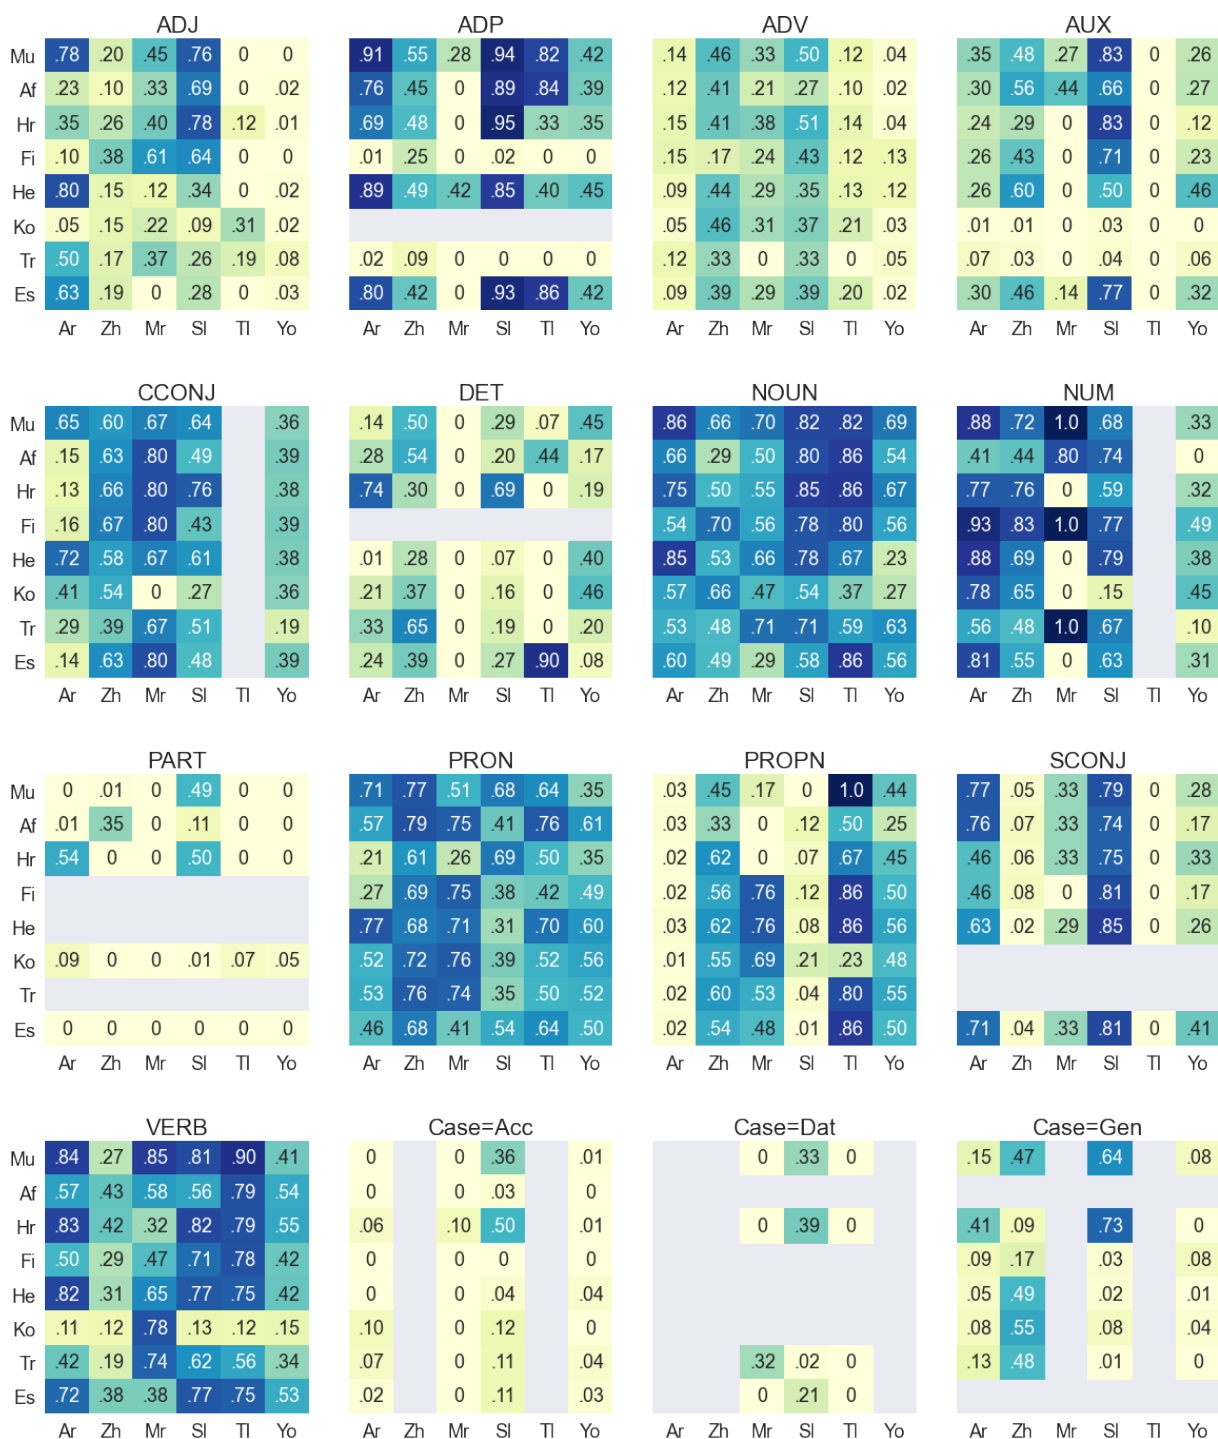 ADJ ADP ADV AUX
Mu .78 .20 .45 .76 0 0 .91 .55 .28 .94 .82 .42 .14 .46 .33 .50 .12 .04 .35 .48 .27 .83 0 .26
Af .23 .10 .33 .69 0 .02 .76 .45 0 .89 .84 .39 .12 .41 .21 .27 .10 .02 .30 .56 .44 .66 0 .27
Hr .35 .26 .40 .78 .12 .01 .69 .48 0 .95 .33 .35 .15 .41 .38 .51 .14 .04 .24 .29 0 .83 0 .12
Fi .10 .38 .61 .64 0 0 .01 .25 0 .02 0 0 .15 .17 .24 .43 .12 .13 .26 .43 0 .71 0 .23
He .80 .15 .12 .34 0 .02 .89 .49 .42 .85 .40 .45 .09 .44 .29 .35 .13 .12 .26 .60 0 .50 0 .46
Ko .05 .15 .22 .09 .31 .02 .05 .46 .31 .37 .21 .03 .01 .01 0 .03 0 0
Tr .50 .17 .37 .26 .19 .08 .02 .09 0 0 0 0 .12 .33 0 .33 0 .05 .07 .03 0 .04 0 .06
Es .63 .19 0 .28 0 .03 .80 .42 0 .93 .86 .42 .09 .39 .29 .39 .20 .02 .30 .46 .14 .77 0 .32
Ar Zh Mr Sl Tl Yo Ar Zh Mr Sl Tl Yo Ar Zh Mr Sl Tl Yo Ar Zh Mr Sl Tl Yo
CCONJ DET NOUN NUM
Mu .65 .60 .67 .64 .36 .14 .50 0 .29 .07 .45 .86 .66 .70 .82 .82 .69 .88 .72 1.0 .68 .33
Af .15 .63 .80 .49 .39 .28 .54 0 .20 .44 .17 .66 .29 .50 .80 .86 .54 .41 .44 .80 .74 0
Hr .13 .66 .80 .76 .38 .74 .30 0 .69 0 .19 .75 .50 .55 .85 .86 .67 .77 .76 0 .59 .32
Fi .16 .67 .80 .43 .39 .54 .70 .56 .78 .80 .56 .93 .83 1.0 .77 .49
He .72 .58 .67 .61 .38 .01 .28 0 .07 0 .40 .85 .53 .66 .78 .67 .23 .88 .69 0 .79 .38
Ko .41 .54 0 .27 .36 .21 .37 0 .16 0 .46 .57 .66 .47 .54 .37 .27 .78 .65 0 .15 .45
Tr .29 .39 .67 .51 .19 .33 .65 0 .19 0 .20 .53 .48 .71 .71 .59 .63 .56 .48 1.0 .67 .10
Es .14 .63 .80 .48 .39 .24 .39 0 .27 .90 .08 .60 .49 .29 .58 .86 .56 .81 .55 0 .63 .31
Ar Zh Mr Sl Tl Yo Ar Zh Mr Sl Tl Yo Ar Zh Mr Sl Tl Yo Ar Zh Mr Sl Tl Yo
PART PRON PROPN SCONJ
Mu 0 .01 0 .49 0 0 .71 .77 .51 .68 .64 .35 .03 .45 .17 0 1.0 .44 .77 .05 .33 .79 0 .28
Af .01 .35 0 .11 0 0 .57 .79 .75 .41 .76 .61 .03 .33 0 .12 .50 .25 .76 .07 .33 .74 0 .17
Hr .54 0 0 .50 0 0 .21 .61 .26 .69 .50 .35 .02 .62 0 .07 .67 .45 .46 .06 .33 .75 0 .33
Fi .27 .69 .75 .38 .42 .49 .02 .56 .76 .12 .86 .50 .46 .08 0 .81 0 .17
He .77 .68 .71 .31 .70 .60 .03 .62 .76 .08 .86 .56 .63 .02 .29 .85 0 .26
Ko .09 0 0 .01 .07 .05 .52 .72 .76 .39 .52 .56 .01 .55 .69 .21 .23 .48
Tr .53 .76 .74 .35 .50 .52 .02 .60 .53 .04 .80 .55
Es 0 0 0 0 0 0 .46 .68 .41 .54 .64 .50 .02 .54 .48 .01 .86 .50 .71 .04 .33 .81 0 .41
Ar Zh Mr Sl Tl Yo Ar Zh Mr Sl Tl Yo Ar Zh Mr Sl Tl Yo Ar Zh Mr Sl Tl Yo
VERB Case=Acc Case=Dat Case=Gen
Mu .84 .27 .85 .81 .90 .41 0 0 .36 .01 0 .33 0 .15 .47 .64 .08
Af .57 .43 .58 .56 .79 .54 0 0 .03 0
Hr .83 .42 .32 .82 .79 .55 .06 .10 .50 .01 0 .39 0 .41 .09 .73 0
Fi .50 .29 .47 .71 .78 .42 0 0 0 0 .09 .17 .03 .08
He .82 .31 .65 .77 .75 .42 0 0 .04 .04 .05 .49 .02 .01
Ko .11 .12 .78 .13 .12 .15 .10 0 .12 0 .08 .55 .08 .04
Tr .42 .19 .74 .62 .56 .34 .07 0 .11 .04 .32 .02 0 .13 .48 .01 0
Es .72 .38 .38 .77 .75 .53 .02 0 .11 .03 0 .21 0
Ar Zh Mr Sl Tl Yo Ar Zh Mr Sl Tl Yo Ar Zh Mr Sl Tl Yo Ar Zh Mr Sl Tl Yo